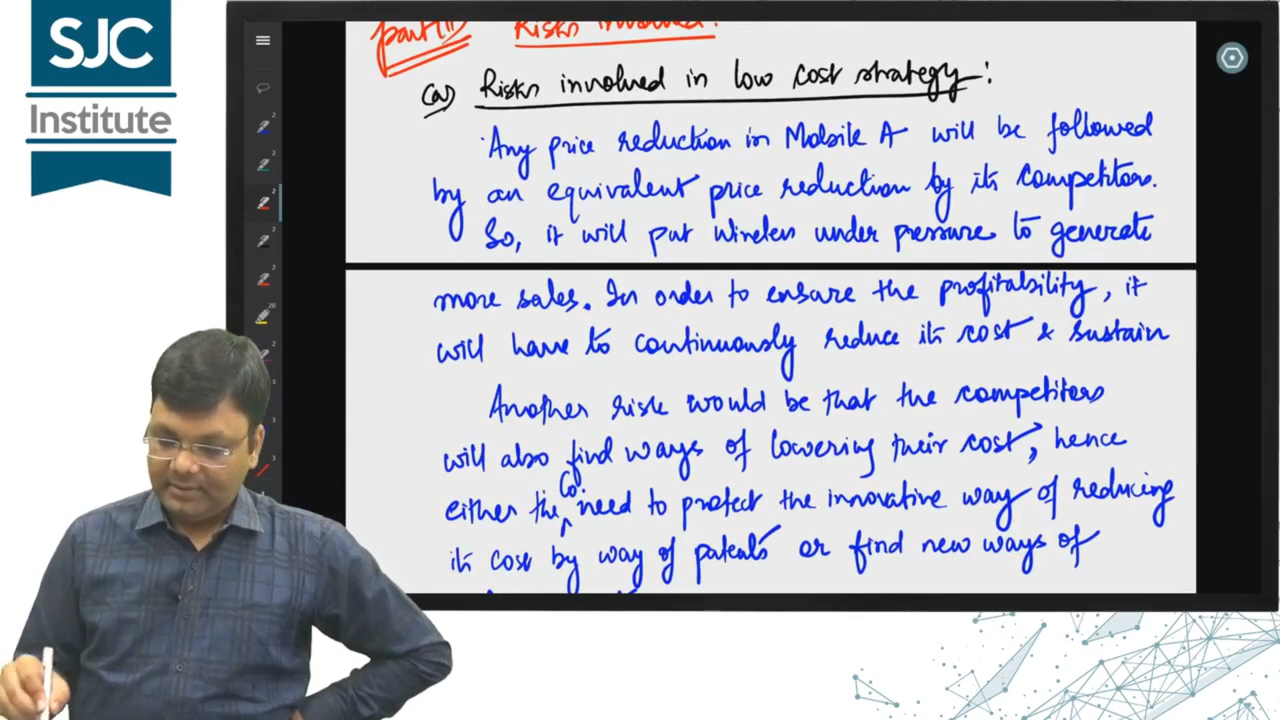 SJC
Institute
part(ii) Risks involved:
(a) Risks involved in low cost strategy:
Any price reduction in Mobile A will be followed
by an equivalent price reduction by its competitors.
So, it will put wireless under pressure to generate
more sales. In order to ensure the profitability, it
will have to continuously reduce its cost & sustain
Another risk would be that the competitors
will also find ways of lowering their cost, hence
either the co. need to protect the innovative way of reducing
its cost by way of patents or find new ways of